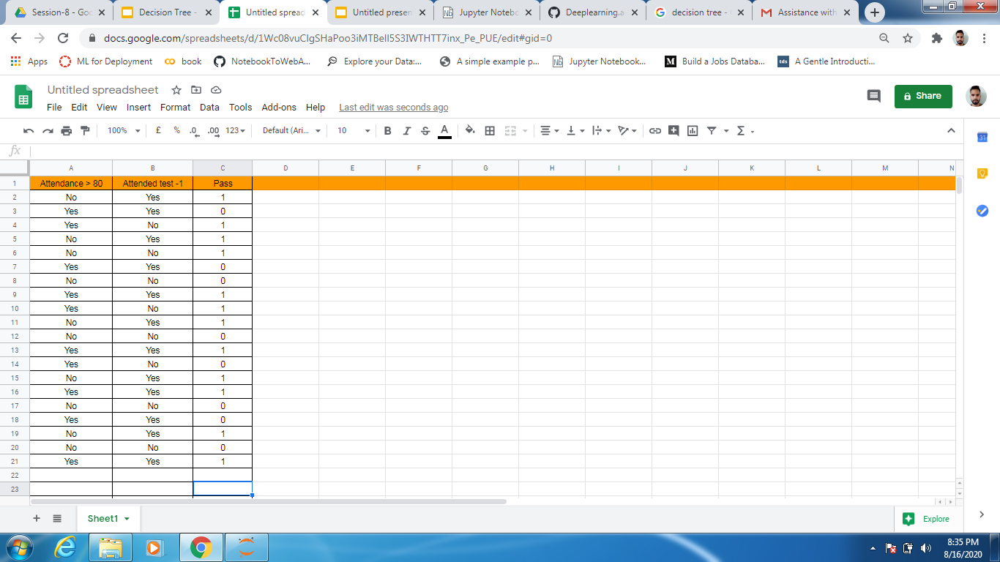 Session-8 - Goo
Decision Tree -
Untitled spread
Untitled presen
Jupyter Notebo
Deeplearning.a
decision tree -
Assistance with
docs.google.com/spreadsheets/d/1Wc08vuClgSHaPoo3iMTBelI5S3IWTHTT7inx_Pe_PUE/edit#gid=0
Apps ML for Deployment book NotebookToWebA... Explore your Data:... A simple example p... Jupyter Notebook... Build a Jobs Databa... A Gentle Introducti...
Untitled spreadsheet
Share
File Edit View Insert Format Data Tools Add-ons Help Last edit was seconds ago
100% £ % .0 .00 123 Default (Ari... 10 B I S A
fx
A B C D E F G H I J K L M N
1 Attendance > 80 Attended test -1 Pass
2 No Yes 1
3 Yes Yes 0
4 Yes No 1
5 No Yes 1
6 No No 1
7 Yes Yes 0
8 No No 0
9 Yes Yes 1
10 Yes No 1
11 No Yes 1
12 No No 0
13 Yes Yes 1
14 Yes No 0
15 No Yes 1
16 Yes Yes 1
17 No No 0
18 Yes Yes 0
19 No Yes 1
20 No No 0
21 Yes Yes 1
22
23
Sheet1
Explore
8:35 PM
8/16/2020